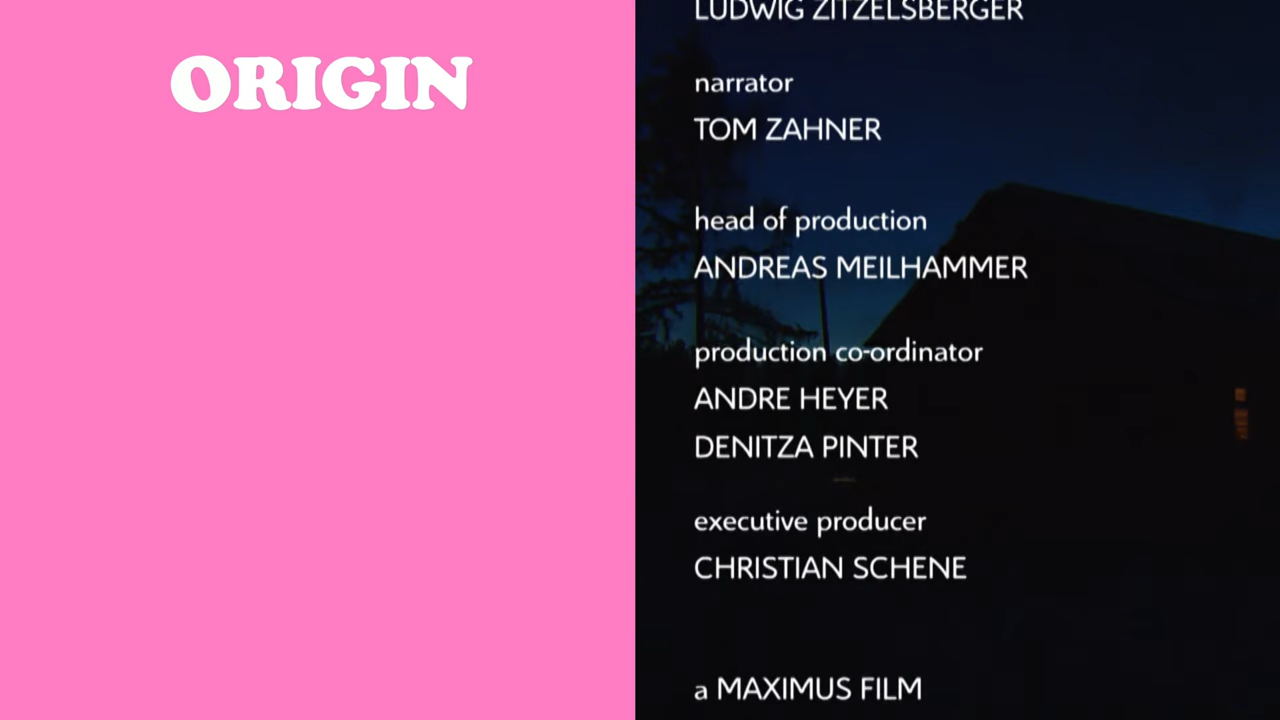 ORIGIN
LUDWIG ZITZELSBERGER
narrator
TOM ZAHNER
head of production
ANDREAS MEILHAMMER
production co-ordinator
ANDRE HEYER
DENITZA PINTER
executive producer
CHRISTIAN SCHENE
a MAXIMUS FILM